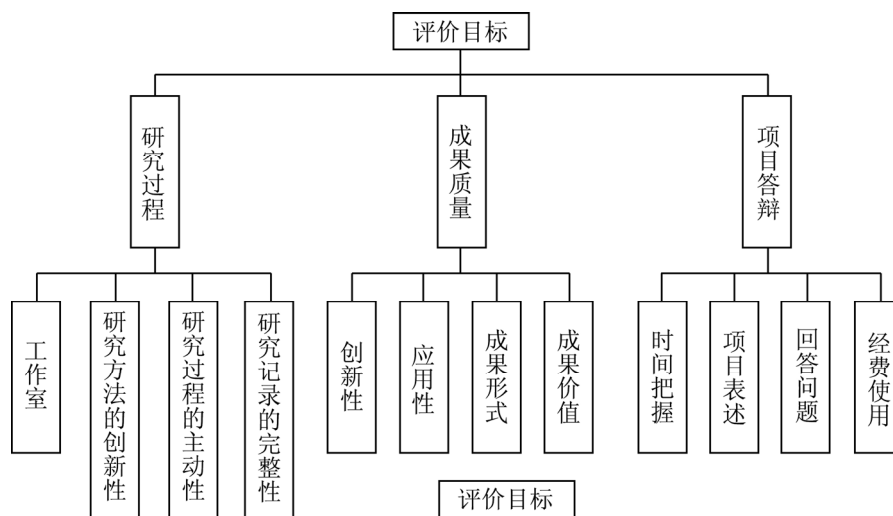 评价目标
研究过程
成果质量
项目答辩
工作室
研究方法的创新性
研究过程的主动性
研究记录的完整性
创新性
应用性
成果形式
成果价值
时间把握
项目表述
回答问题
经费使用
评价目标